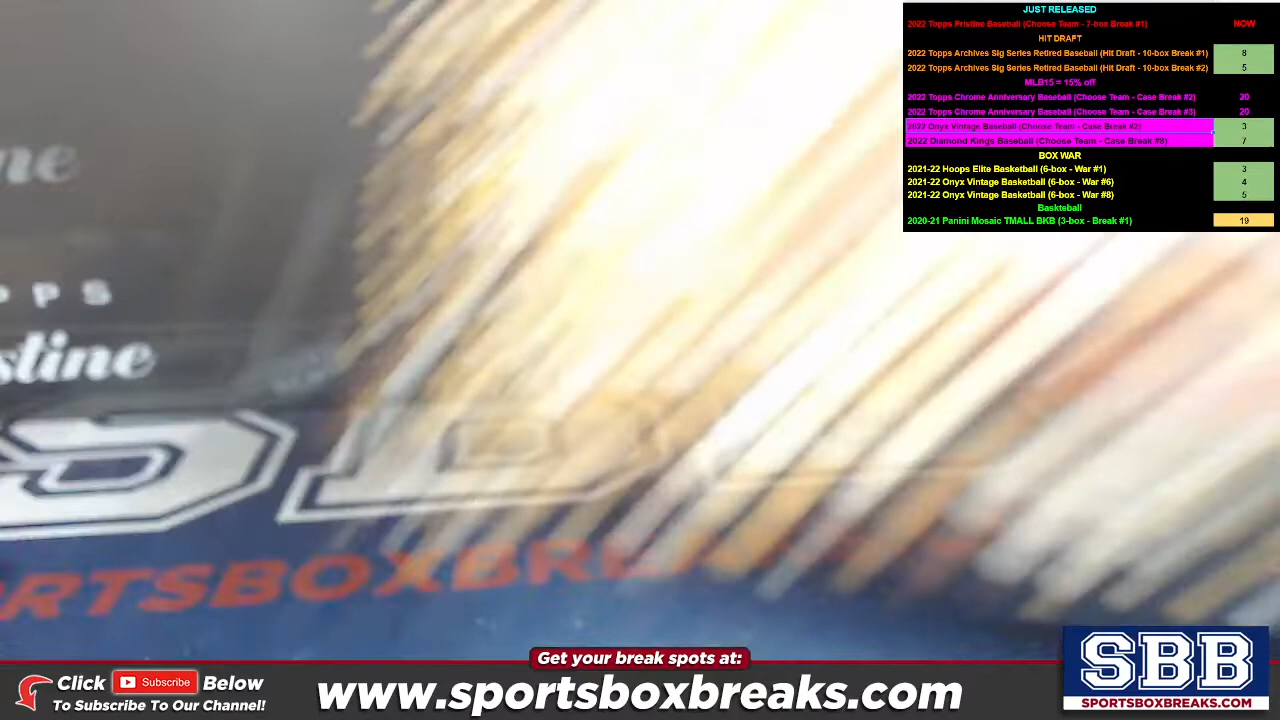 JUST RELEASED
2022 Topps Pristine Baseball (Choose Team - 7-box Break #1) NOW
HIT DRAFT
2022 Topps Archives Sig Series Retired Baseball (Hit Draft - 10-box Break #1) 8
2022 Topps Archives Sig Series Retired Baseball (Hit Draft - 10-box Break #2) 5
MLB15 = 15% off
2022 Topps Chrome Anniversary Baseball (Choose Team - Case Break #2) 20
2022 Topps Chrome Anniversary Baseball (Choose Team - Case Break #3) 20
2022 Onyx Vintage Baseball (Choose Team - Case Break #2) 3
2022 Diamond Kings Baseball (Choose Team - Case Break #8) 7
BOX WAR
2021-22 Hoops Elite Basketball (6-box - War #1) 3
2021-22 Onyx Vintage Basketball (6-box - War #6) 4
2021-22 Onyx Vintage Basketball (6-box - War #8) 5
Baskteball
2020-21 Panini Mosaic TMALL BKB (3-box - Break #1) 19
ine
PPS
stine
SB
ORTSBOXBRE
Get your break spots at:
Click Subscribe Below
To Subscribe To Our Channel!
www.sportsboxbreaks.com
SBB
SPORTSBOXBREAKS.COM